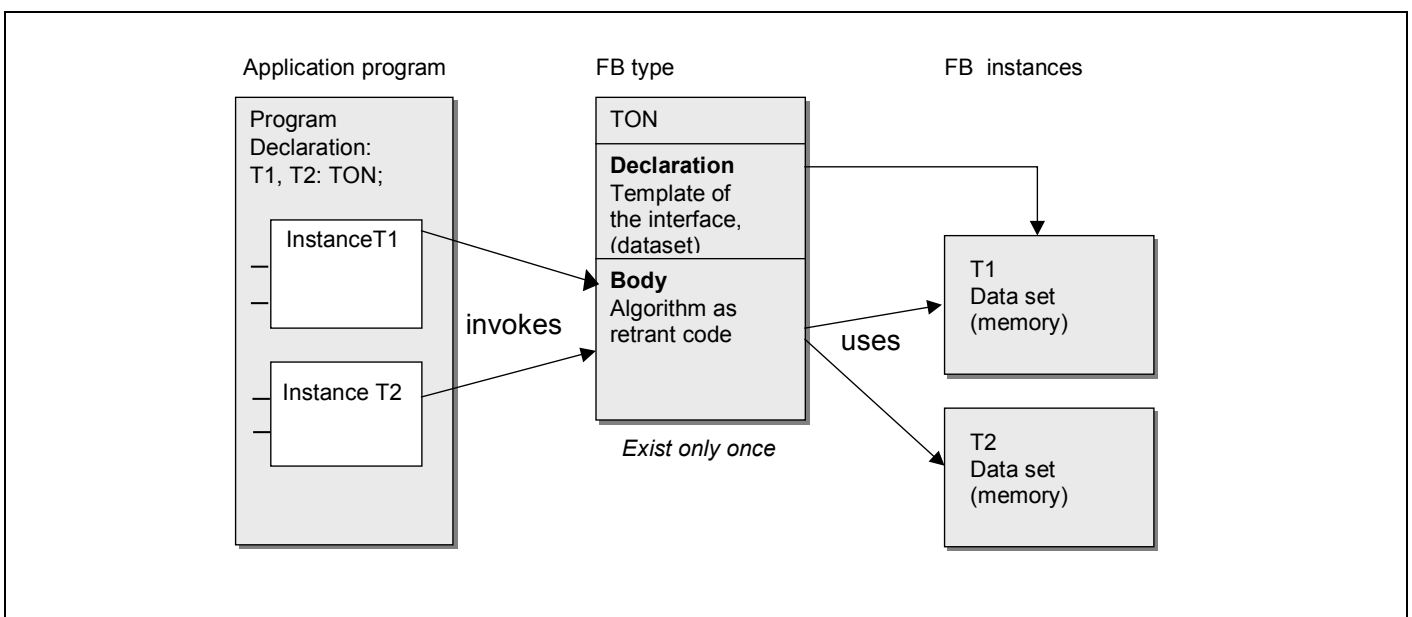 Application program
FB type
FB instances
Program
Declaration:
T1, T2: TON;
InstanceT1
Instance T2
invokes
TON
Declaration
Template of
the interface,
(dataset)
Body
Algorithm as
retrant code
Exist only once
uses
T1
Data set
(memory)
T2
Data set
(memory)